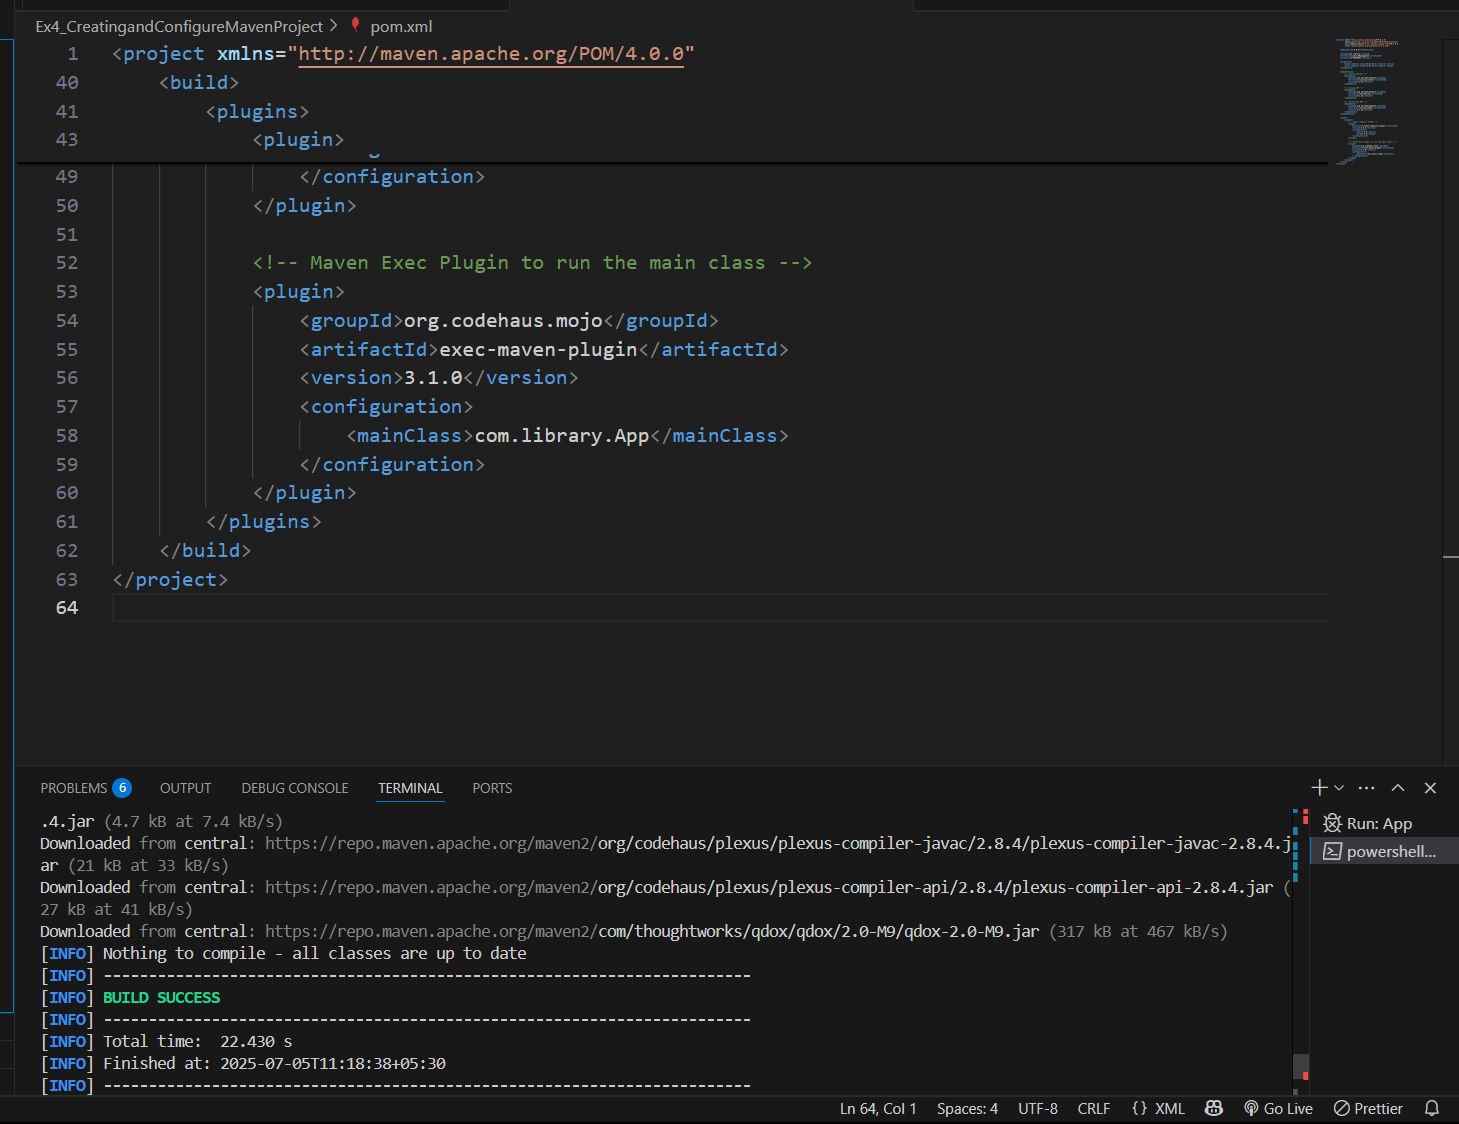 Ex4_CreatingandConfigureMavenProject > pom.xml
1 <project xmlns="http://maven.apache.org/POM/4.0.0"
40 <build>
41 <plugins>
43 <plugin>
49 </configuration>
50 </plugin>
51
52 <!-- Maven Exec Plugin to run the main class -->
53 <plugin>
54 <groupId>org.codehaus.mojo</groupId>
55 <artifactId>exec-maven-plugin</artifactId>
56 <version>3.1.0</version>
57 <configuration>
58 <mainClass>com.library.App</mainClass>
59 </configuration>
60 </plugin>
61 </plugins>
62 </build>
63 </project>
64
PROBLEMS 6 OUTPUT DEBUG CONSOLE TERMINAL PORTS
.4.jar (4.7 kB at 7.4 kB/s)
Downloaded from central: https://repo.maven.apache.org/maven2/org/codehaus/plexus/plexus-compiler-javac/2.8.4/plexus-compiler-javac-2.8.4.j
ar (21 kB at 33 kB/s)
Downloaded from central: https://repo.maven.apache.org/maven2/org/codehaus/plexus/plexus-compiler-api/2.8.4/plexus-compiler-api-2.8.4.jar (
27 kB at 41 kB/s)
Downloaded from central: https://repo.maven.apache.org/maven2/com/thoughtworks/qdox/qdox/2.0-M9/qdox-2.0-M9.jar (317 kB at 467 kB/s)
[INFO] Nothing to compile - all classes are up to date
[INFO] ------------------------------------------------------------------------
[INFO] BUILD SUCCESS
[INFO] ------------------------------------------------------------------------
[INFO] Total time:  22.430 s
[INFO] Finished at: 2025-07-05T11:18:38+05:30
[INFO] ------------------------------------------------------------------------
Run: App
powershell...
Ln 64, Col 1 Spaces: 4 UTF-8 CRLF {} XML Go Live Prettier